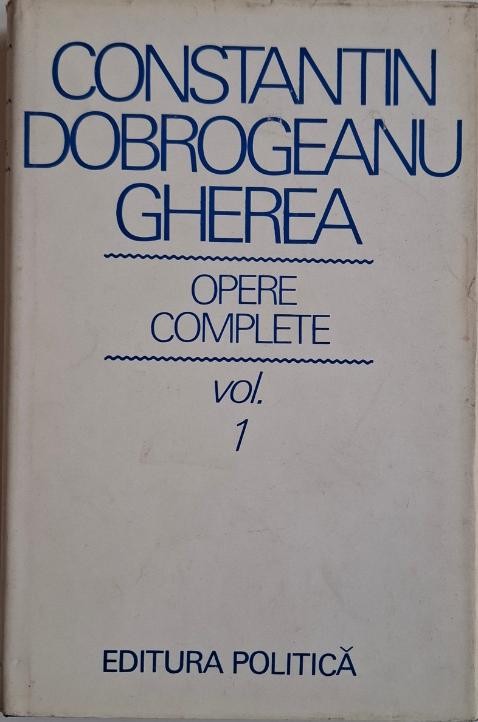 CONSTANTIN
DOBROGEANU
GHEREA
OPERE
COMPLETE
vol.
1
EDITURA POLITICĂ